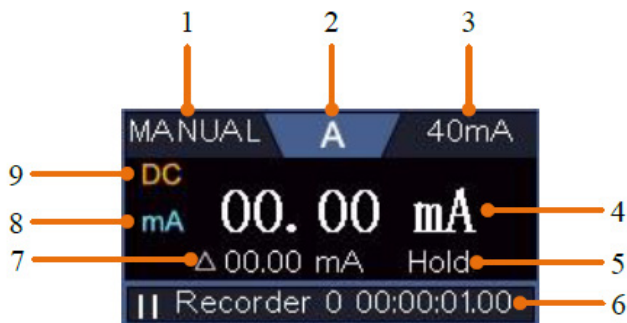 1 2 3
MANUAL A 40mA
9 DC
8 mA 00.00 mA 4
7 △ 00.00 mA Hold 5
|| Recorder 0 00:00:01.00 6